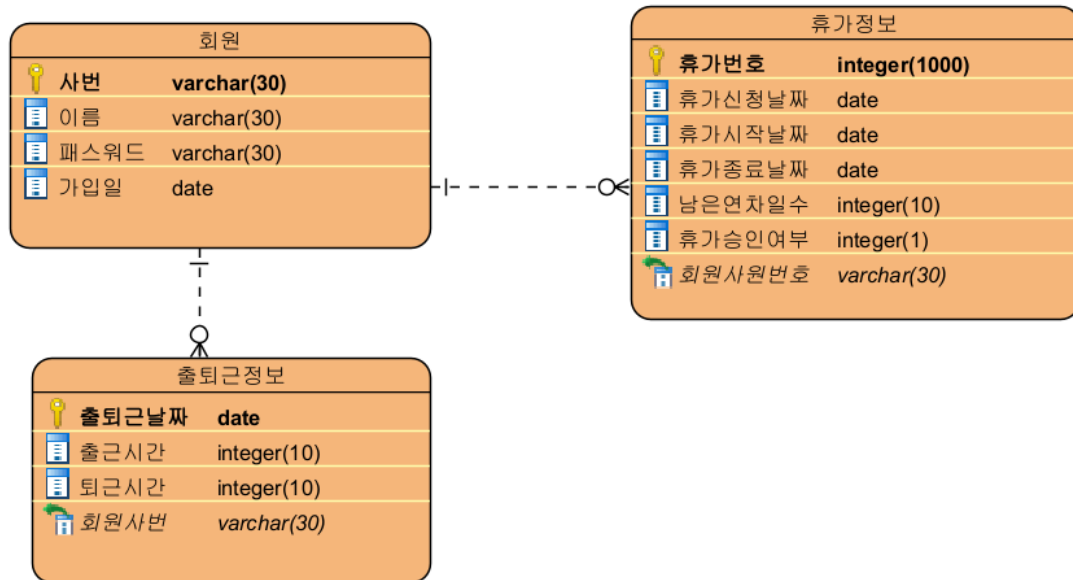 회원
사번 varchar(30)
이름 varchar(30)
패스워드 varchar(30)
가입일 date
휴가정보
휴가번호 integer(1000)
휴가신청날짜 date
휴가시작날짜 date
휴가종료날짜 date
남은연차일수 integer(10)
휴가승인여부 integer(1)
회원사원번호 varchar(30)
출퇴근정보
출퇴근날짜 date
출근시간 integer(10)
퇴근시간 integer(10)
회원사번 varchar(30)